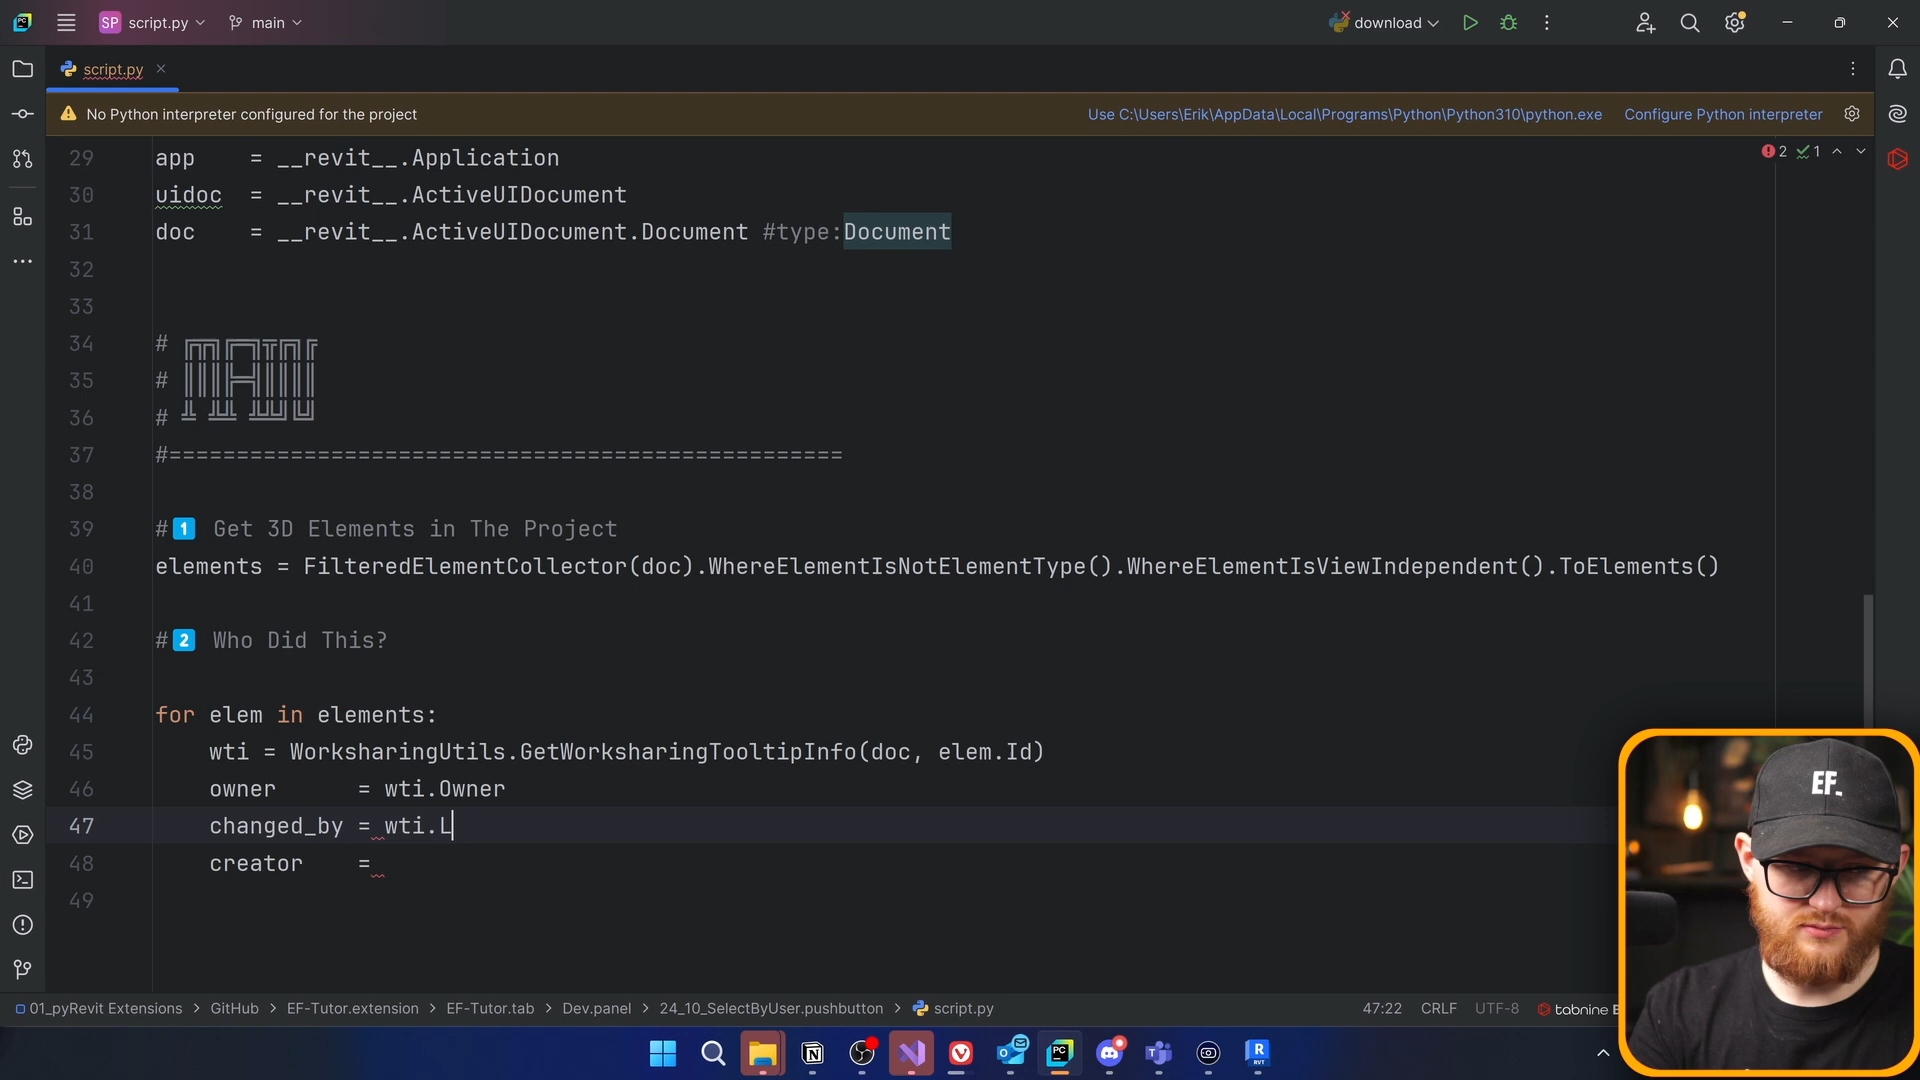 SP script.py main download
script.py
No Python interpreter configured for the project Use C:\Users\Erik\AppData\Local\Programs\Python\Python310\python.exe Configure Python interpreter
2 1
29 app = __revit__.Application
30 uidoc = __revit__.ActiveUIDocument
31 doc = __revit__.ActiveUIDocument.Document #type:Document
32
33
34 # ╔╦╗╔═╗╦╔╗╔
35 # ║║║╠═╣║║║║
36 # ╩ ╩╩ ╩╩╝╚╝
37 #==================================================
38
39 #1️⃣ Get 3D Elements in The Project
40 elements = FilteredElementCollector(doc).WhereElementIsNotElementType().WhereElementIsViewIndependent().ToElements()
41
42 #2️⃣ Who Did This?
43
44 for elem in elements:
45 wti = WorksharingUtils.GetWorksharingTooltipInfo(doc, elem.Id)
46 owner = wti.Owner
47 changed_by = wti.L
48 creator =
49
EF.
01_pyRevit Extensions > GitHub > EF-Tutor.extension > EF-Tutor.tab > Dev.panel > 24_10_SelectByUser.pushbutton > script.py 47:22 CRLF UTF-8 tabnine B